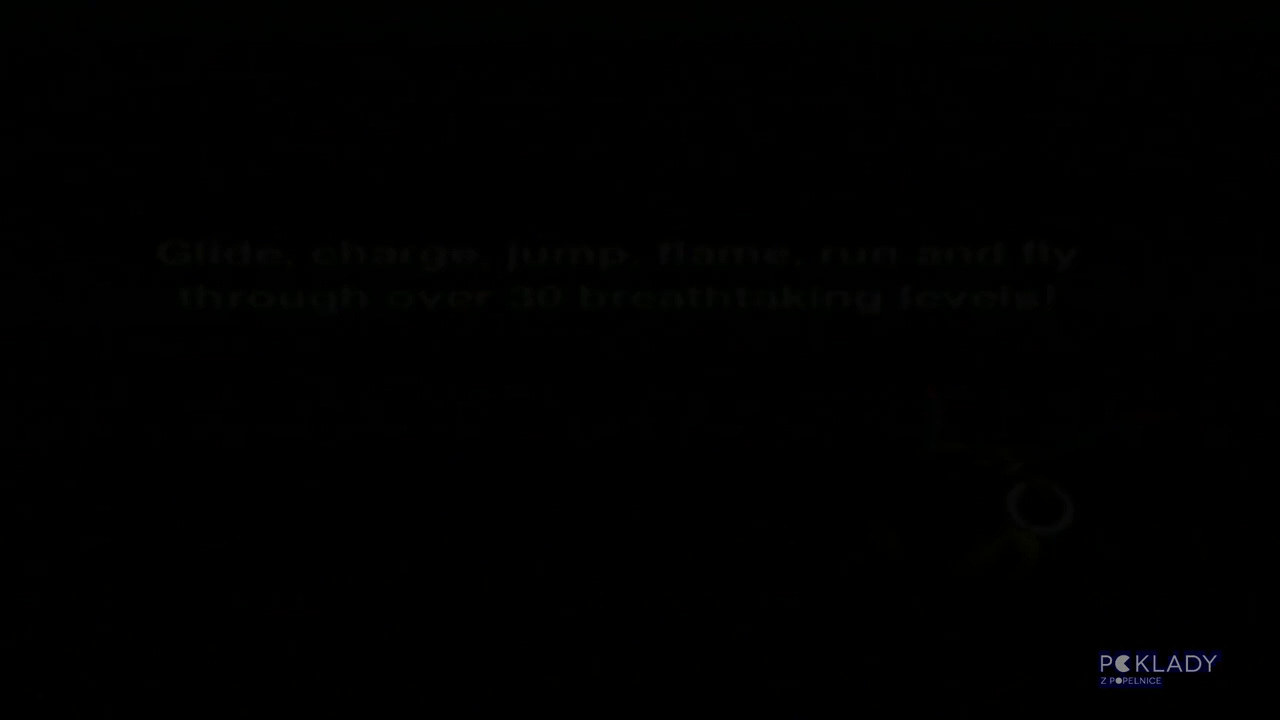 Glide, charge, jump, flame, run and fly
through over 30 breathtaking levels!
POKLADY
Z POPELNICE